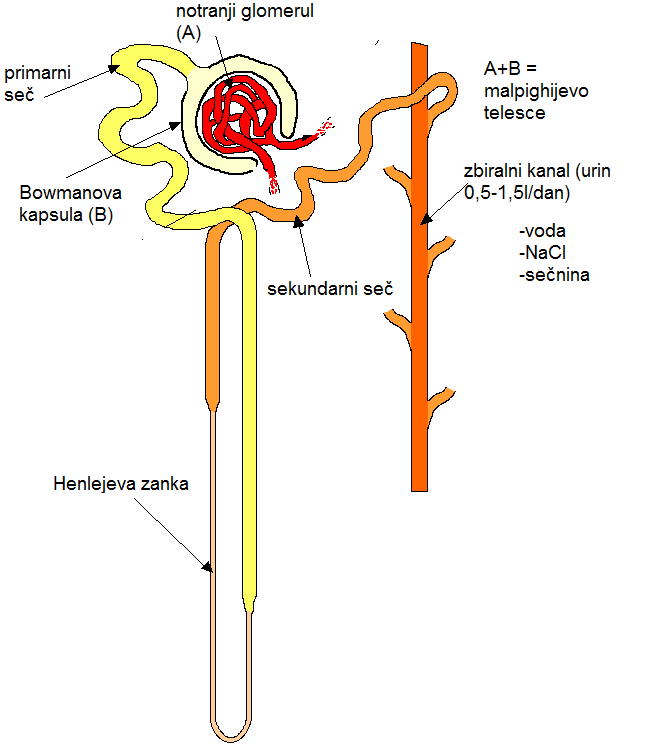 notranji glomerul
(A)
primarni
seč
A+B =
malpighijevo
telesce
Bowmanova
kapsula (B)
zbiralni kanal (urin
0,5-1,5l/dan)
-voda
-NaCl
-sečnina
sekundarni seč
Henlejeva zanka